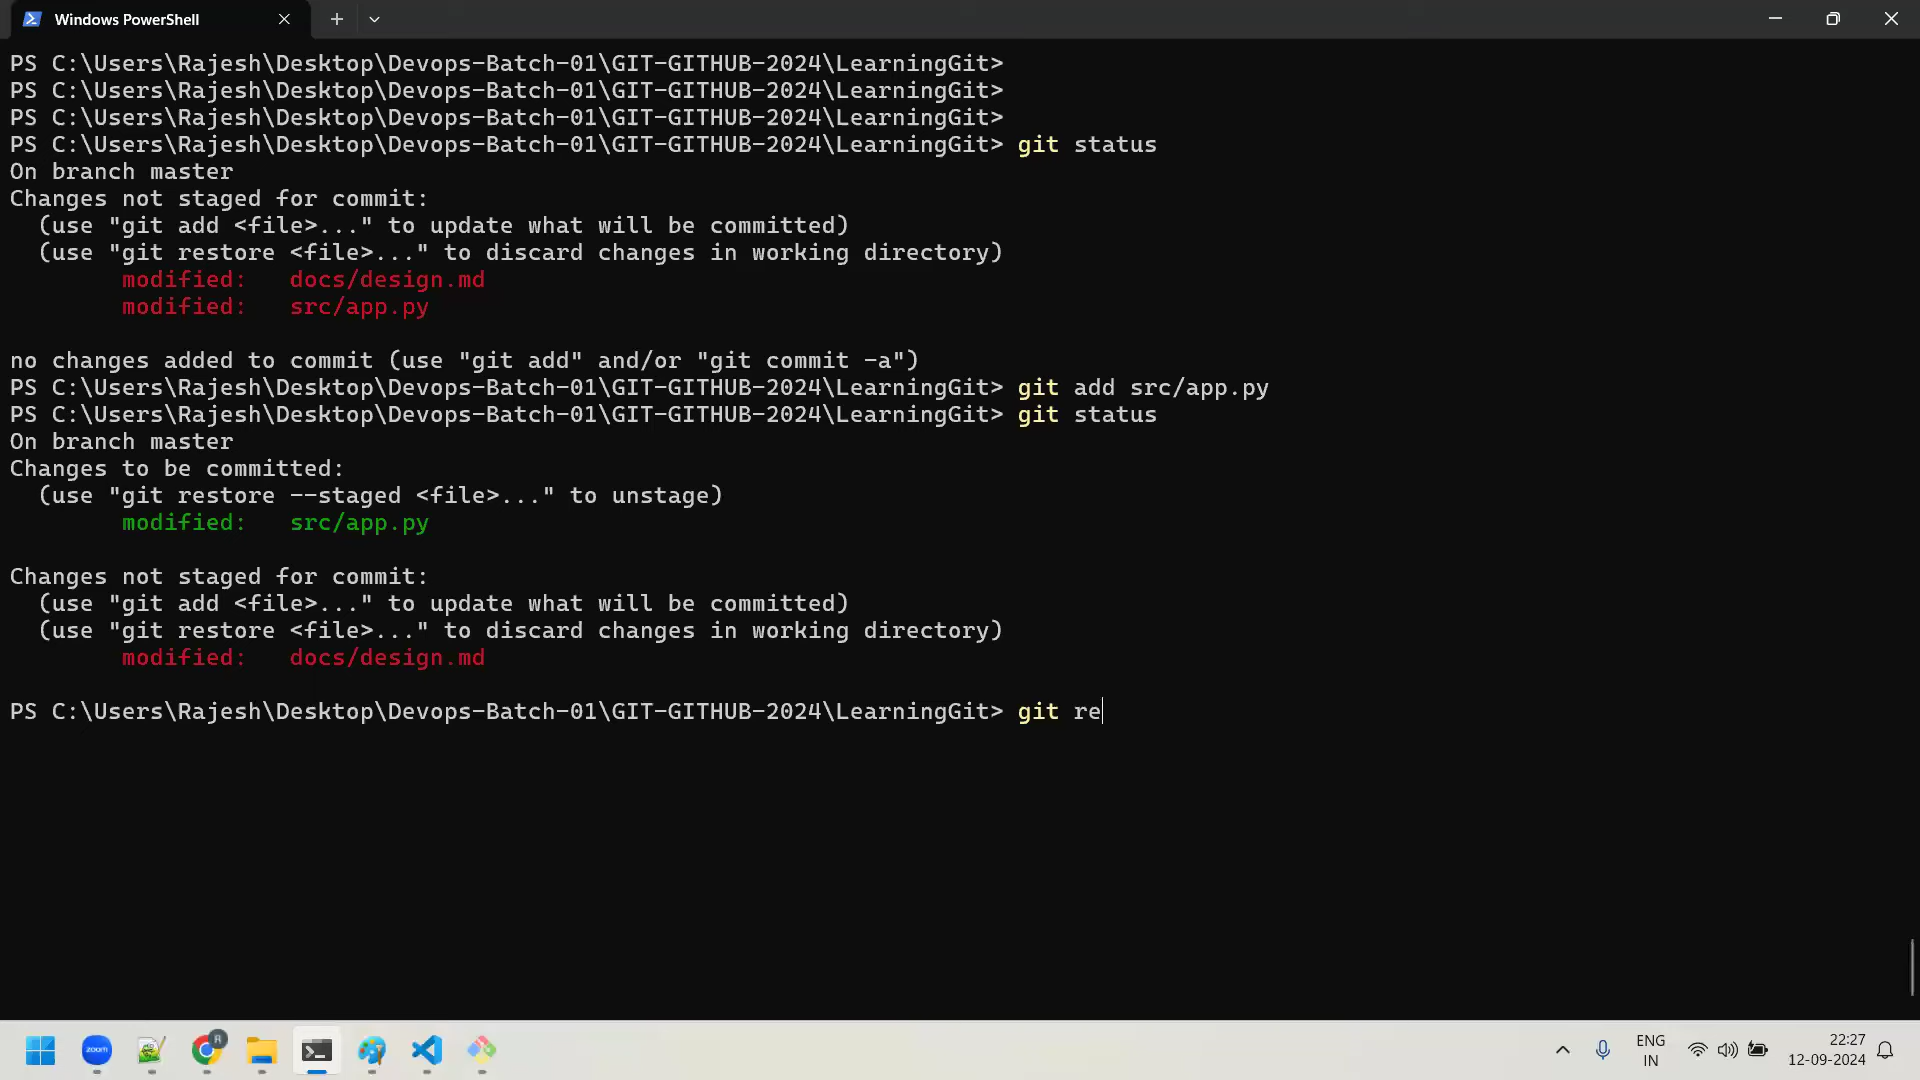 Windows PowerShell
PS C:\Users\Rajesh\Desktop\Devops-Batch-01\GIT-GITHUB-2024\LearningGit>
PS C:\Users\Rajesh\Desktop\Devops-Batch-01\GIT-GITHUB-2024\LearningGit>
PS C:\Users\Rajesh\Desktop\Devops-Batch-01\GIT-GITHUB-2024\LearningGit>
PS C:\Users\Rajesh\Desktop\Devops-Batch-01\GIT-GITHUB-2024\LearningGit> git status
On branch master
Changes not staged for commit:
  (use "git add <file>..." to update what will be committed)
  (use "git restore <file>..." to discard changes in working directory)
        modified:   docs/design.md
        modified:   src/app.py

no changes added to commit (use "git add" and/or "git commit -a")
PS C:\Users\Rajesh\Desktop\Devops-Batch-01\GIT-GITHUB-2024\LearningGit> git add src/app.py
PS C:\Users\Rajesh\Desktop\Devops-Batch-01\GIT-GITHUB-2024\LearningGit> git status
On branch master
Changes to be committed:
  (use "git restore --staged <file>..." to unstage)
        modified:   src/app.py

Changes not staged for commit:
  (use "git add <file>..." to update what will be committed)
  (use "git restore <file>..." to discard changes in working directory)
        modified:   docs/design.md

PS C:\Users\Rajesh\Desktop\Devops-Batch-01\GIT-GITHUB-2024\LearningGit> git re
zoom
R
ENG
IN
22:27
12-09-2024